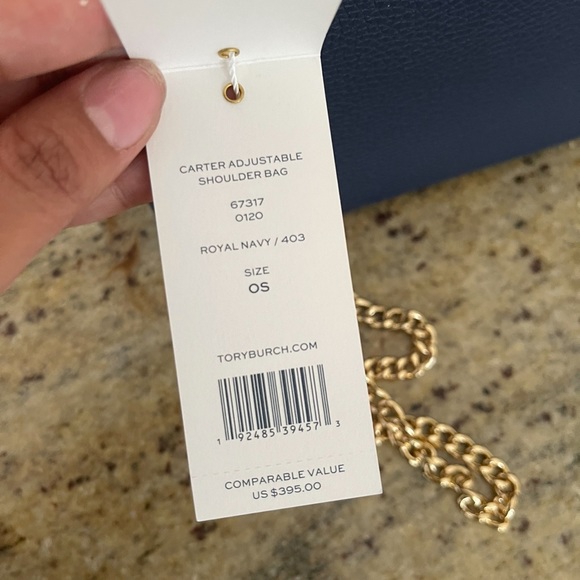 CARTER ADJUSTABLE
SHOULDER BAG
67317
0120
ROYAL NAVY / 403
SIZE
OS
TORYBURCH.COM
1 92485 39457 3
COMPARABLE VALUE
US $395.00